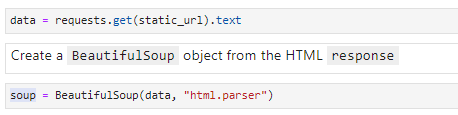 data = requests.get(static_url).text
Create a BeautifulSoup object from the HTML response
soup = BeautifulSoup(data, "html.parser")